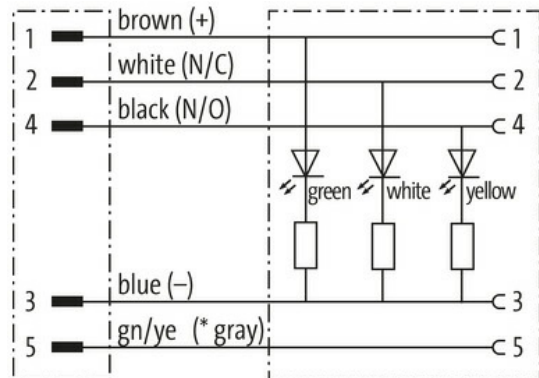 1 brown (+) 1
2 white (N/C) 2
4 black (N/O) 4
green white yellow
3 blue (–) 3
5 gn/ye (* gray) 5